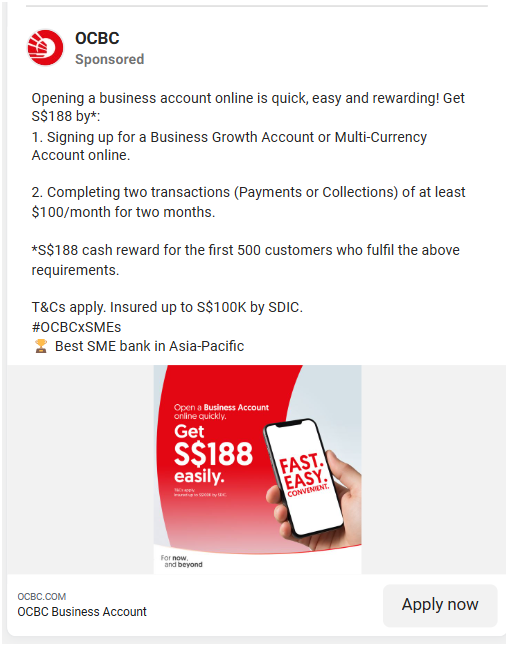 OCBC
Sponsored
Opening a business account online is quick, easy and rewarding! Get
S$188 by*:
1. Signing up for a Business Growth Account or Multi-Currency
Account online.
2. Completing two transactions (Payments or Collections) of at least
$100/month for two months.
*S$188 cash reward for the first 500 customers who fulfil the above
requirements.
T&Cs apply. Insured up to S$100K by SDIC.
#OCBCxSMEs
🏆 Best SME bank in Asia-Pacific
Open a Business Account
online quickly.
Get
S$188
easily.
T&Cs apply.
Insured up to S$100K by SDIC.
FAST.
EASY.
CONVENIENT.
For now,
and beyond
OCBC.COM
OCBC Business Account
Apply now